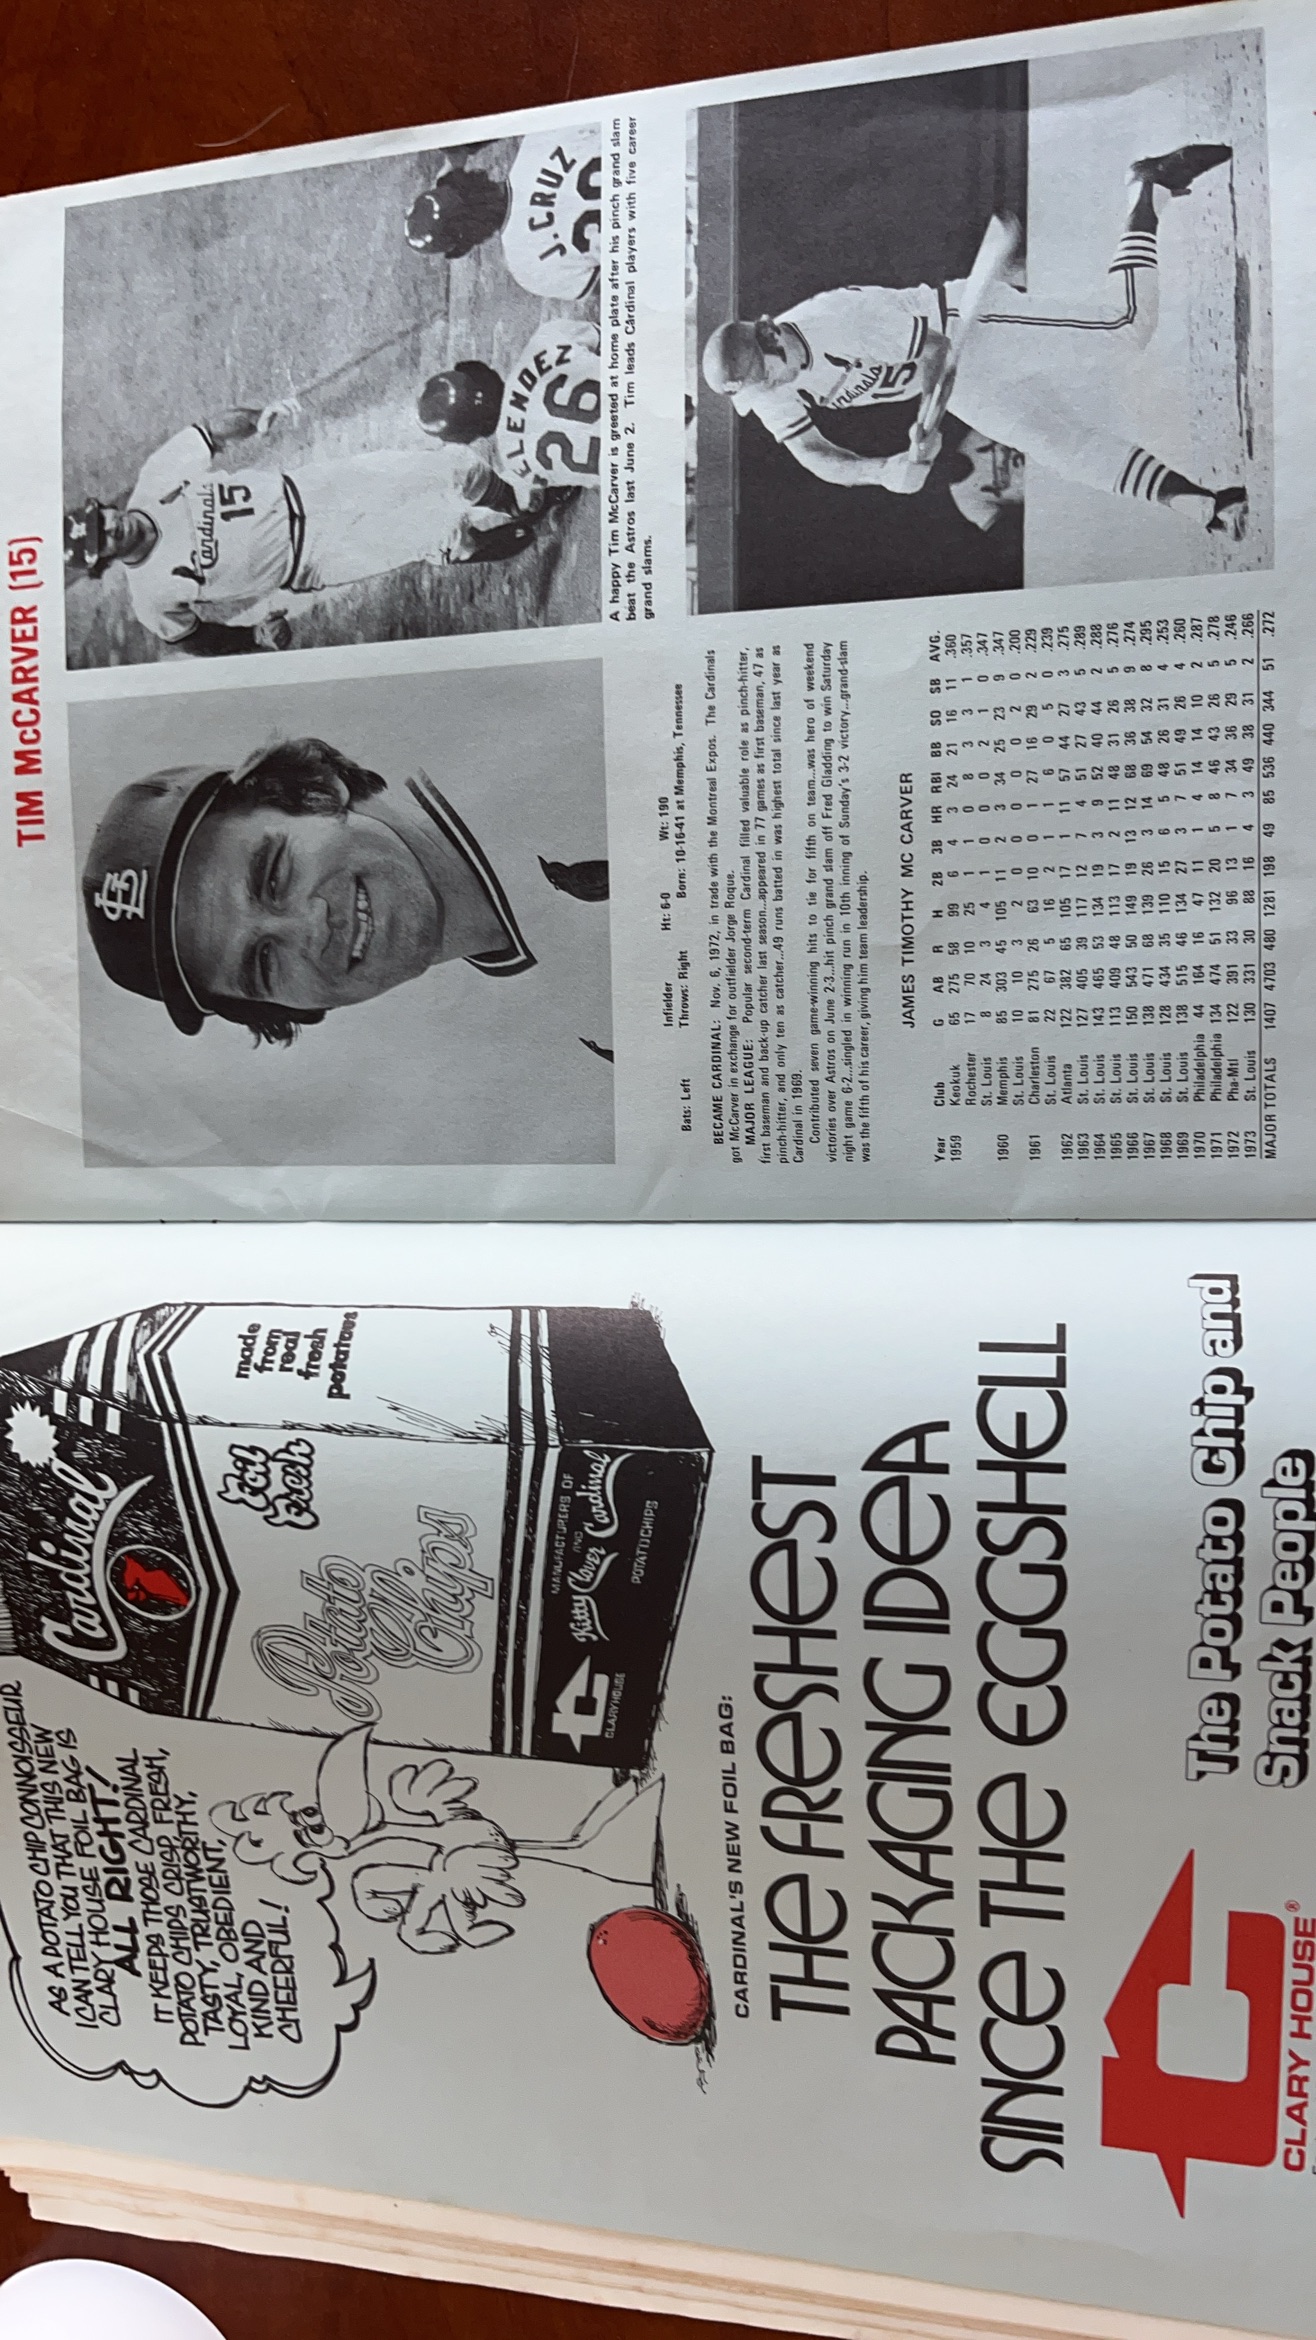 AS A POTATO CHIP CONNOISSEUR
I CAN TELL YOU THAT THIS NEW
CLARY HOUSE FOIL BAG IS
ALL RIGHT!
IT KEEPS THOSE CARDINAL
POTATO CHIPS CRISP, FRESH,
TASTY, TRUSTWORTHY,
LOYAL, OBEDIENT,
KIND AND
CHEERFUL!
Cardinal
Foil
Fresh
made
from
real
fresh
potatoes
Potato
Chips
CLARY HOUSE
MANUFACTURERS OF
Kitty Clover AND Cardinal
POTATO CHIPS
CARDINAL'S NEW FOIL BAG:
THE FRESHEST
PACKAGING IDEA
SINCE THE EGGSHELL
CLARY HOUSE®
The Potato Chip and
Snack People
TIM McCARVER (15)
StL
Cardinals
15
CLENDEN
26
J. CRUZ
A happy Tim McCarver is greeted at home plate after his pinch grand slam
beat the Astros last June 2. Tim leads Cardinal players with five career
grand slams.
Infielder Ht: 6-0 Wt: 190
Bats: Left Throws: Right Born: 10-16-41 at Memphis, Tennessee
BECAME CARDINAL: Nov. 6, 1972, in trade with the Montreal Expos. The Cardinals
got McCarver in exchange for outfielder Jorge Roque.
MAJOR LEAGUE: Popular second-term Cardinal filled valuable role as pinch-hitter,
first baseman and back-up catcher last season...appeared in 77 games as first baseman, 47 as
pinch-hitter, and only ten as catcher...49 runs batted in was highest total since last year as
Cardinal in 1969.
Contributed seven game-winning hits to tie for fifth on team...was hero of weekend
victories over Astros on June 2-3...hit pinch grand slam off Fred Gladding to win Saturday
night game 6-2...singled in winning run in 10th inning of Sunday's 3-2 victory...grand-slam
was the fifth of his career, giving him team leadership.
Cardinals
15
JAMES TIMOTHY MC CARVER
Year Club G AB R H 2B 3B HR RBI BB SO SB AVG.
1959 Keokuk 65 275 58 99 6 4 3 24 21 16 11 .360
Rochester 17 70 10 25 1 1 0 8 3 3 1 .357
St. Louis 8 24 3 4 1 0 0 0 2 1 0 .347
1960 Memphis 85 303 45 105 11 2 3 34 25 23 9 .347
St. Louis 10 10 3 2 0 0 0 0 0 2 0 .200
1961 Charleston 81 275 26 63 10 0 1 27 16 29 2 .229
St. Louis 22 67 5 16 2 1 1 6 0 5 0 .239
1962 Atlanta 122 382 65 105 17 1 11 57 44 27 3 .275
1963 St. Louis 127 405 39 117 12 7 4 51 27 43 5 .289
1964 St. Louis 143 465 53 134 19 3 9 52 40 44 2 .288
1965 St. Louis 113 409 48 113 17 2 11 48 31 26 5 .276
1966 St. Louis 150 543 50 149 19 13 12 68 36 38 9 .274
1967 St. Louis 138 471 68 139 26 3 14 69 54 32 8 .295
1968 St. Louis 128 434 35 110 15 6 5 48 26 31 4 .253
1969 St. Louis 138 515 46 134 27 3 7 51 49 26 4 .260
1970 Philadelphia 44 164 16 47 11 1 4 14 14 10 2 .287
1971 Philadelphia 134 474 51 132 20 5 8 46 43 26 5 .278
1972 Pha-Mtl 122 391 33 96 13 1 7 34 36 29 5 .246
1973 St. Louis 130 331 30 88 16 4 3 49 38 31 2 .266
MAJOR TOTALS 1407 4703 480 1281 198 49 85 536 440 344 51 .272